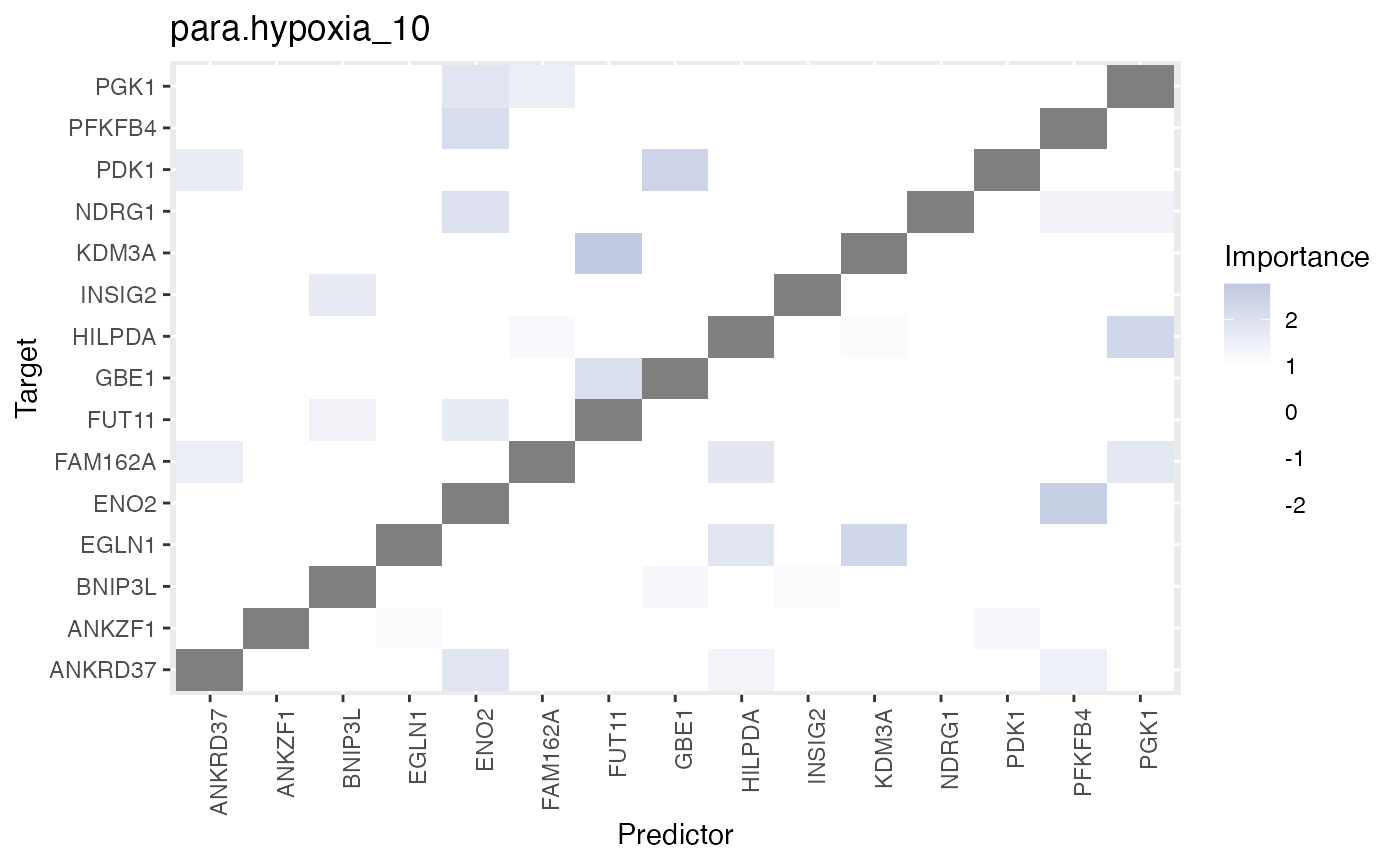 para.hypoxia_10
PGK1
PFKFB4
PDK1
NDRG1
KDM3A
INSIG2
HILPDA
GBE1
FUT11
FAM162A
ENO2
EGLN1
BNIP3L
ANKZF1
ANKRD37
Target
ANKRD37
ANKZF1
BNIP3L
EGLN1
ENO2
FAM162A
FUT11
GBE1
HILPDA
INSIG2
KDM3A
NDRG1
PDK1
PFKFB4
PGK1
Predictor
Importance
2
1
0
-1
-2